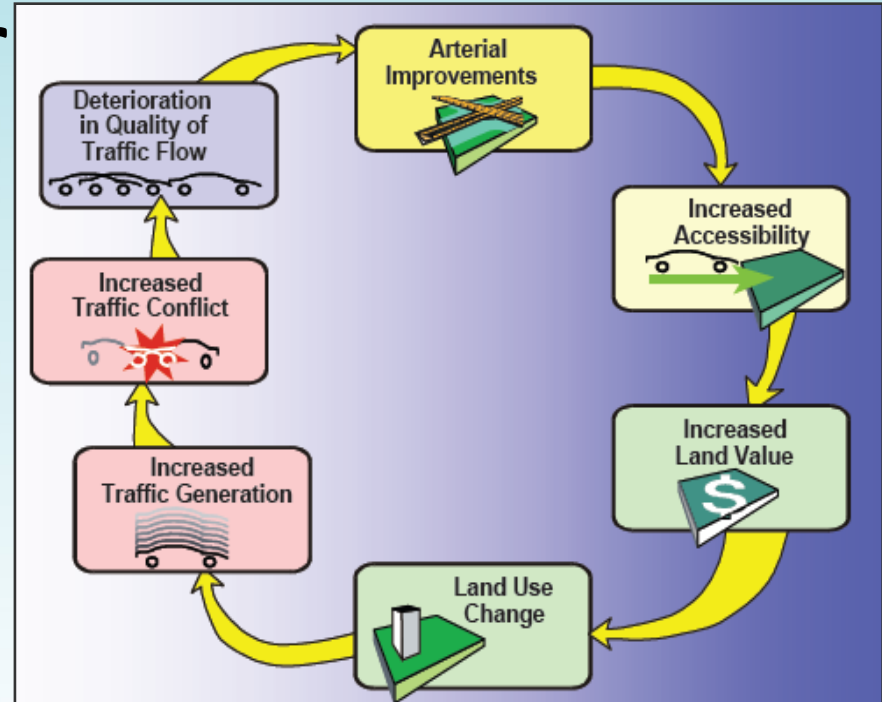 Arterial
Improvements
Increased
Accessibility
Increased
Land Value
$
Land Use
Change
Increased
Traffic Generation
Increased
Traffic Conflict
Deterioration
in Quality of
Traffic Flow